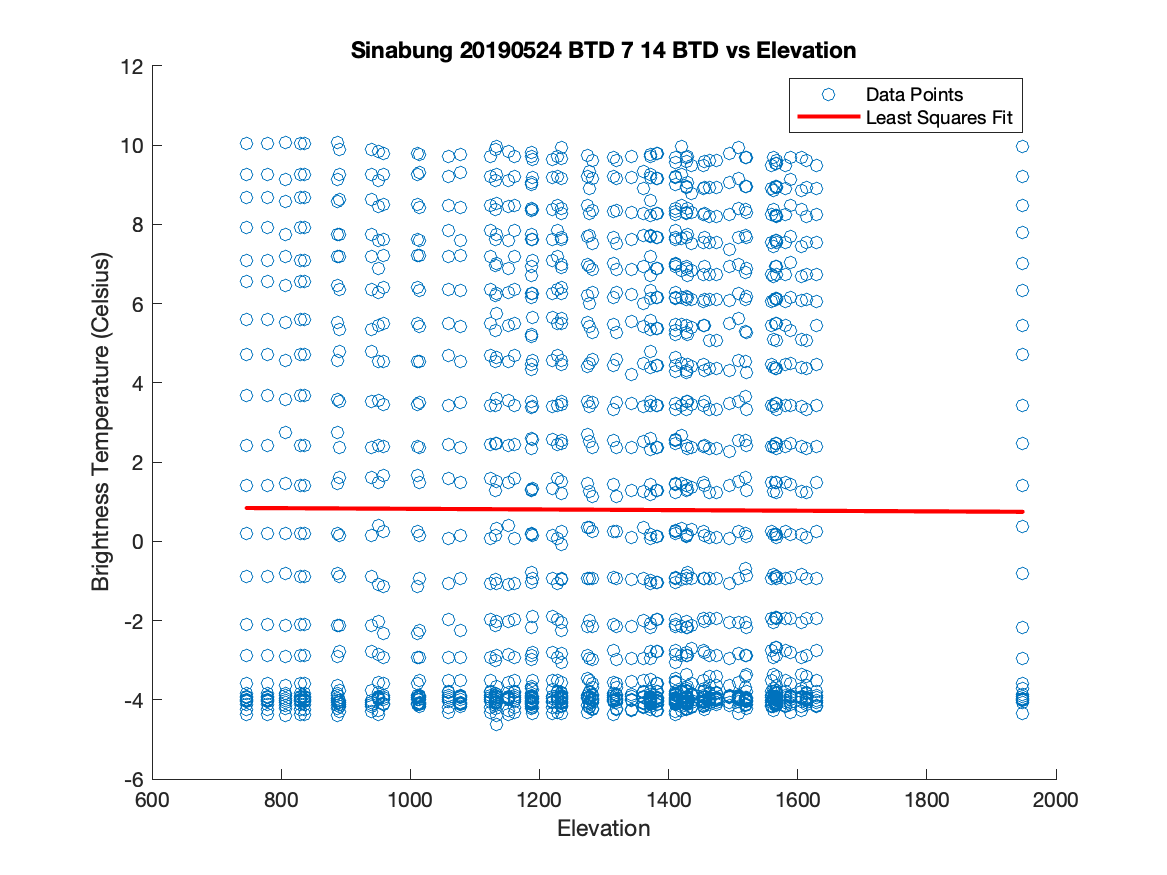 Sinabung 20190524 BTD 7 14 BTD vs Elevation
Data Points
Least Squares Fit
Brightness Temperature (Celsius)
12
10
8
6
4
2
0
-2
-4
-6
600 800 1000 1200 1400 1600 1800 2000
Elevation